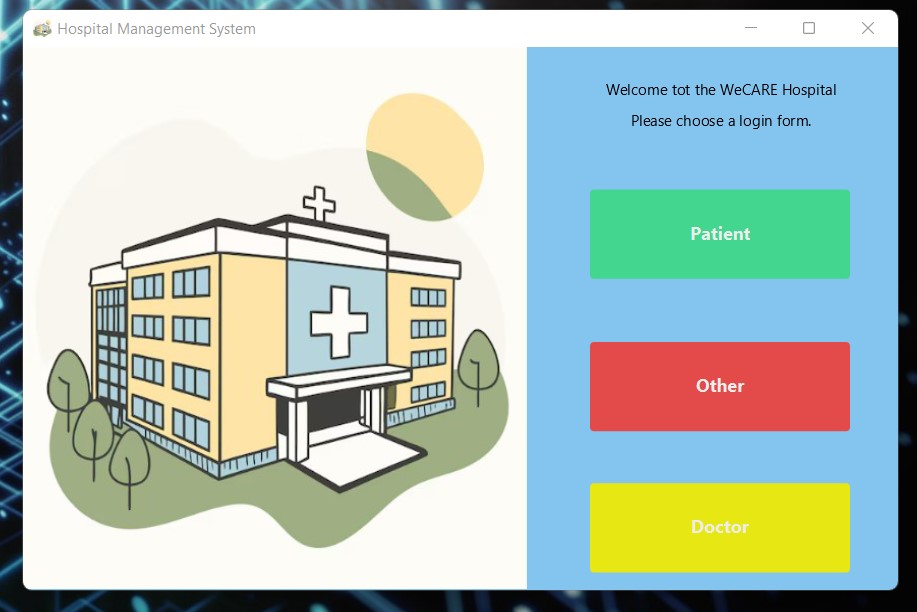 Hospital Management System
Welcome tot the WeCARE Hospital
Please choose a login form.
Patient
Other
Doctor